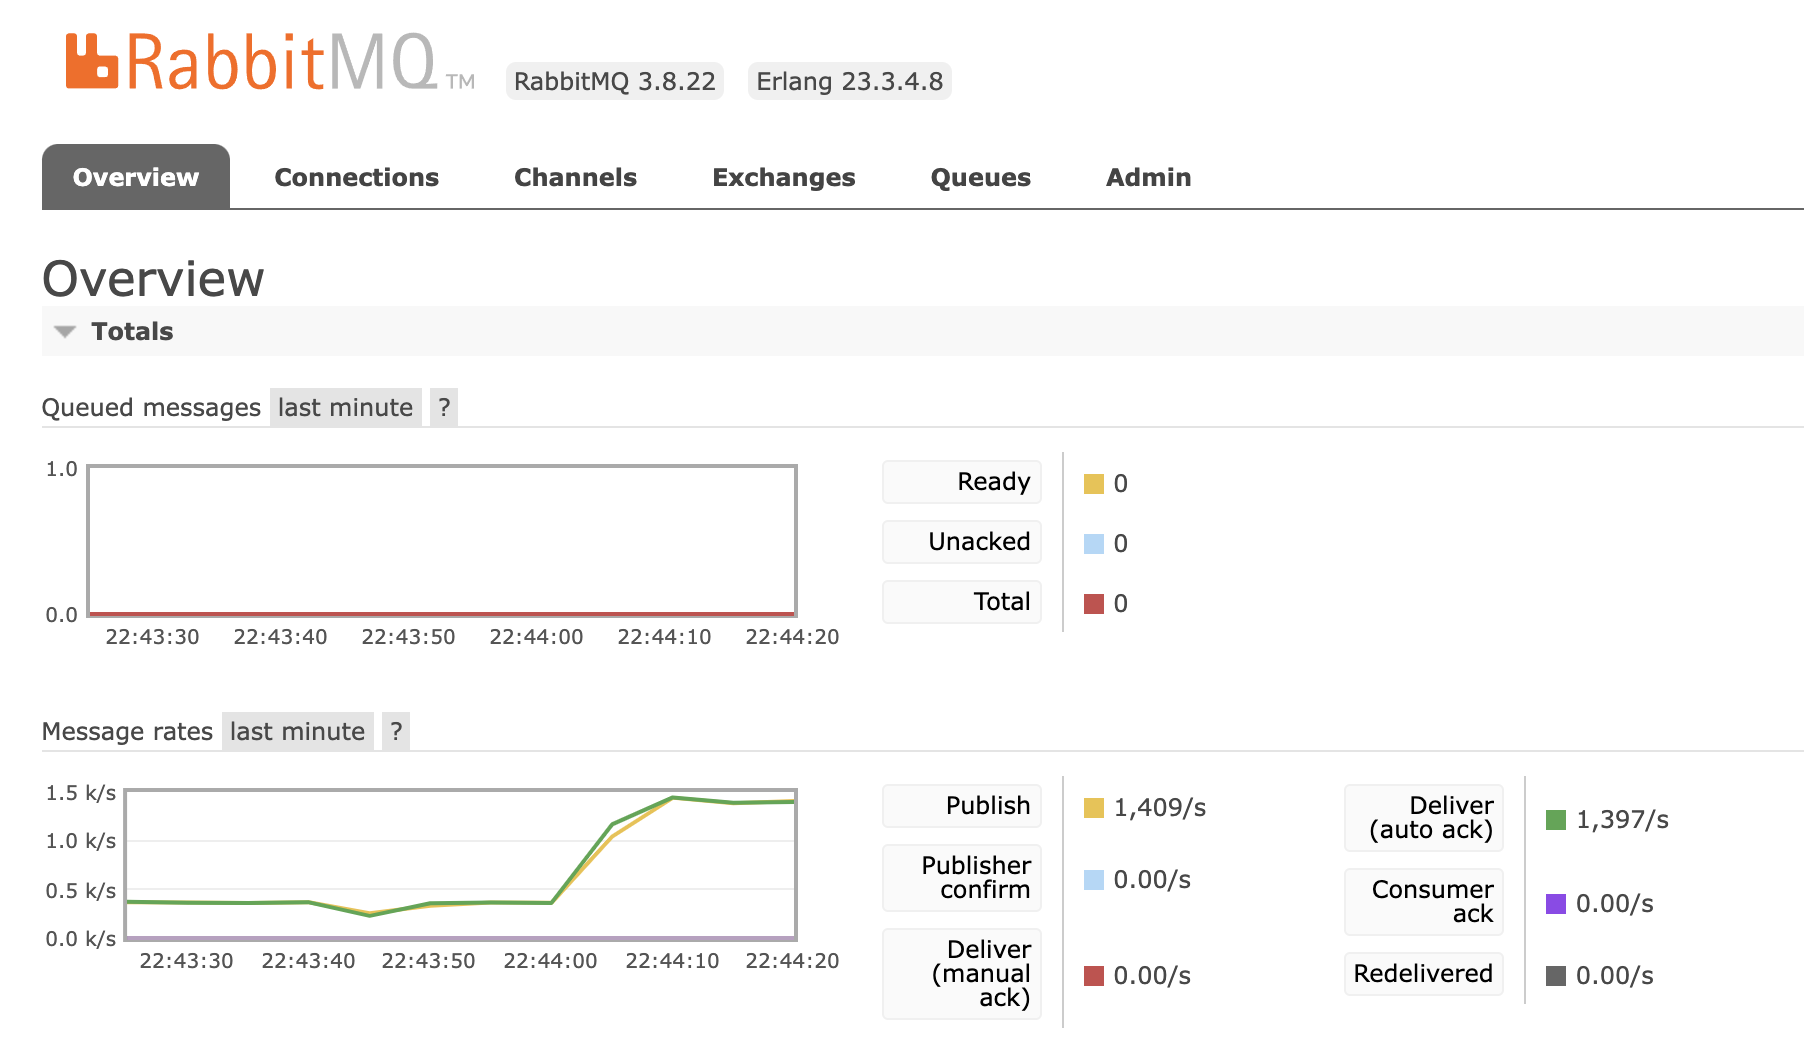 RabbitMQ TM RabbitMQ 3.8.22 Erlang 23.3.4.8
Overview Connections Channels Exchanges Queues Admin
Overview
Totals
Queued messages last minute ?
1.0
0.0
22:43:30 22:43:40 22:43:50 22:44:00 22:44:10 22:44:20
Ready 0
Unacked 0
Total 0
Message rates last minute ?
1.5 k/s
1.0 k/s
0.5 k/s
0.0 k/s
22:43:30 22:43:40 22:43:50 22:44:00 22:44:10 22:44:20
Publish 1,409/s
Publisher
confirm 0.00/s
Deliver
(manual
ack) 0.00/s
Deliver
(auto ack) 1,397/s
Consumer
ack 0.00/s
Redelivered 0.00/s